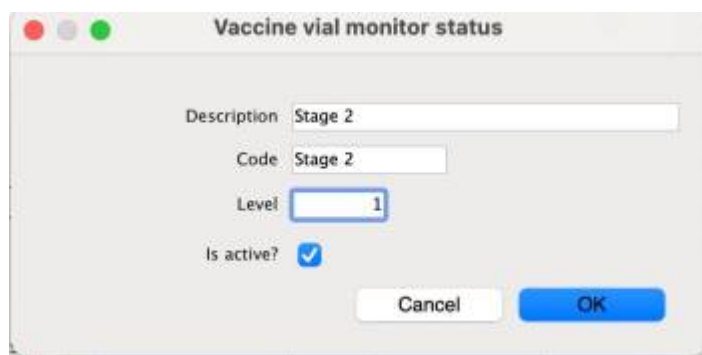 Vaccine vial monitor status
Description Stage 2
Code Stage 2
Level 1
Is active?
Cancel OK